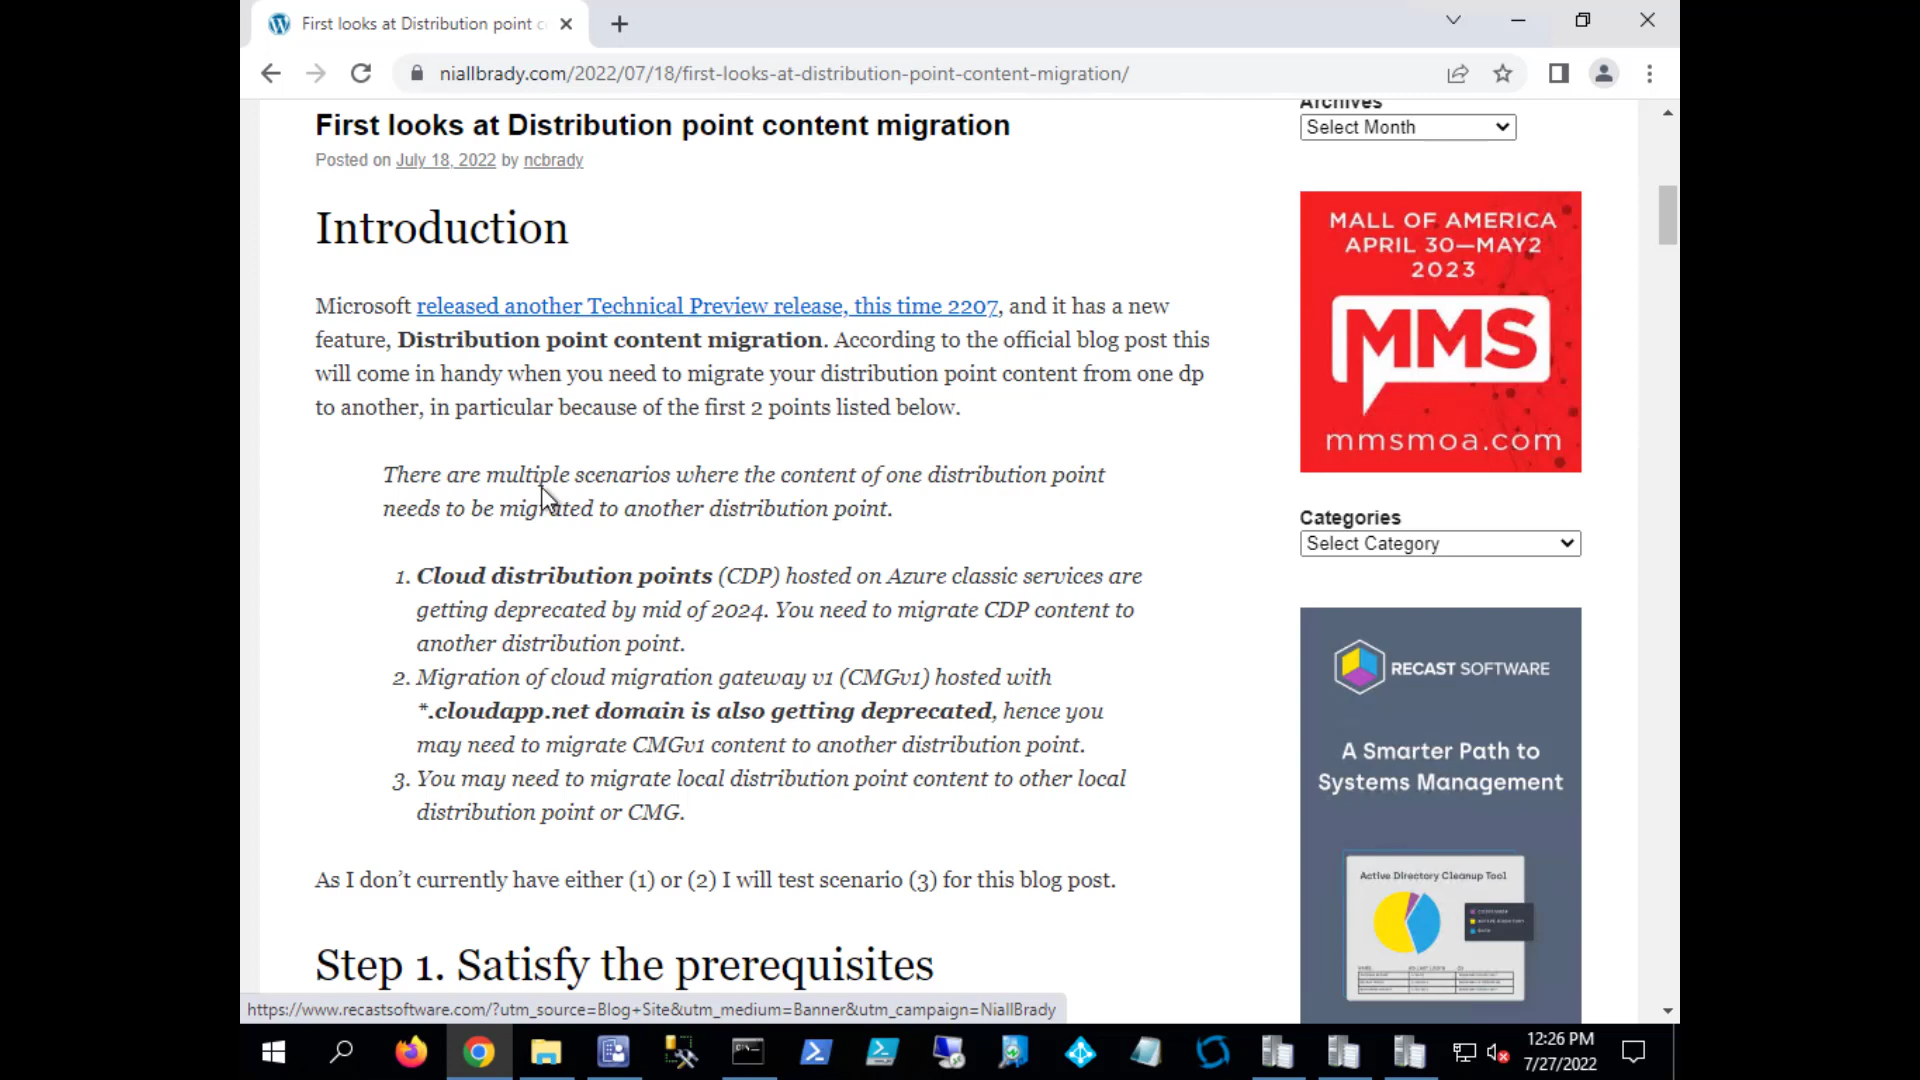 First looks at Distribution point c
niallbrady.com/2022/07/18/first-looks-at-distribution-point-content-migration/
First looks at Distribution point content migration
Posted on July 18, 2022 by ncbrady
Introduction
Microsoft released another Technical Preview release, this time 2207, and it has a new
feature, Distribution point content migration. According to the official blog post this
will come in handy when you need to migrate your distribution point content from one dp
to another, in particular because of the first 2 points listed below.
There are multiple scenarios where the content of one distribution point
needs to be migrated to another distribution point.
1. Cloud distribution points (CDP) hosted on Azure classic services are
getting deprecated by mid of 2024. You need to migrate CDP content to
another distribution point.
2. Migration of cloud migration gateway v1 (CMGv1) hosted with
*.cloudapp.net domain is also getting deprecated, hence you
may need to migrate CMGv1 content to another distribution point.
3. You may need to migrate local distribution point content to other local
distribution point or CMG.
As I don’t currently have either (1) or (2) I will test scenario (3) for this blog post.
Step 1. Satisfy the prerequisites
Archives
Select Month
MALL OF AMERICA
APRIL 30—MAY2
2023
MMS
mmsmoa.com
Categories
Select Category
RECAST SOFTWARE
A Smarter Path to
Systems Management
Active Directory Cleanup Tool
https://www.recastsoftware.com/?utm_source=Blog+Site&utm_medium=Banner&utm_campaign=NiallBrady
12:26 PM
7/27/2022